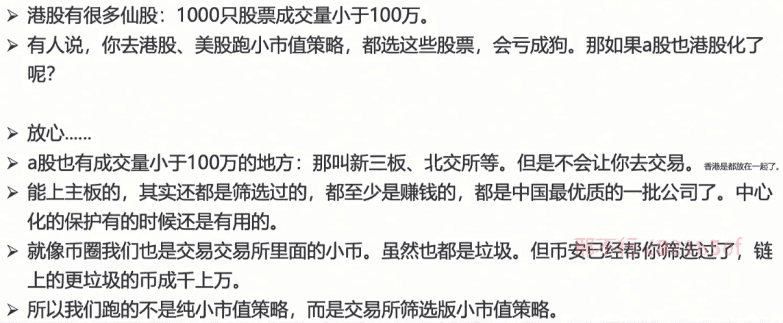 ➢ 港股有很多仙股：1000只股票成交量小于100万。
➢ 有人说，你去港股、美股跑小市值策略，都选这些股票，会亏成狗。那如果a股也港股化了
呢？
➢ 放心......
➢ a股也有成交量小于100万的地方：那叫新三板、北交所等。但是不会让你去交易。 香港是都放在一起了。
➢ 能上主板的，其实还都是筛选过的，都至少是赚钱的，都是中国最优质的一批公司了。中心
化的保护有的时候还是有用的。
➢ 就像币圈我们也是交易交易所里面的小币。虽然也都是垃圾。但币安已经帮你筛选过了，链
上的更垃圾的币成千上万。
➢ 所以我们跑的不是纯小市值策略，而是交易所筛选版小市值策略。